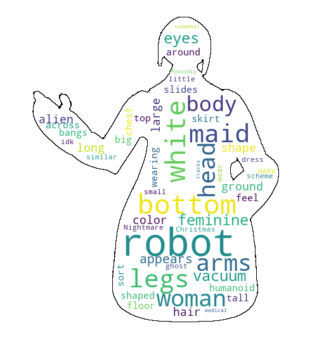 summator
eyes
around
Possibly
little
slides
body
large
top
chest
skirt
alien
across
bangs
idk
long
similar
big
white
maid
shape
head
dress
wearing
wear
scheme
ground
small
feel
bottom
color
feminine
Nightmare
Christmas
robot
appears
arms
ghost
sort
legs
vacuum
humanoid
shaped
woman
tall
floor
hair
medical